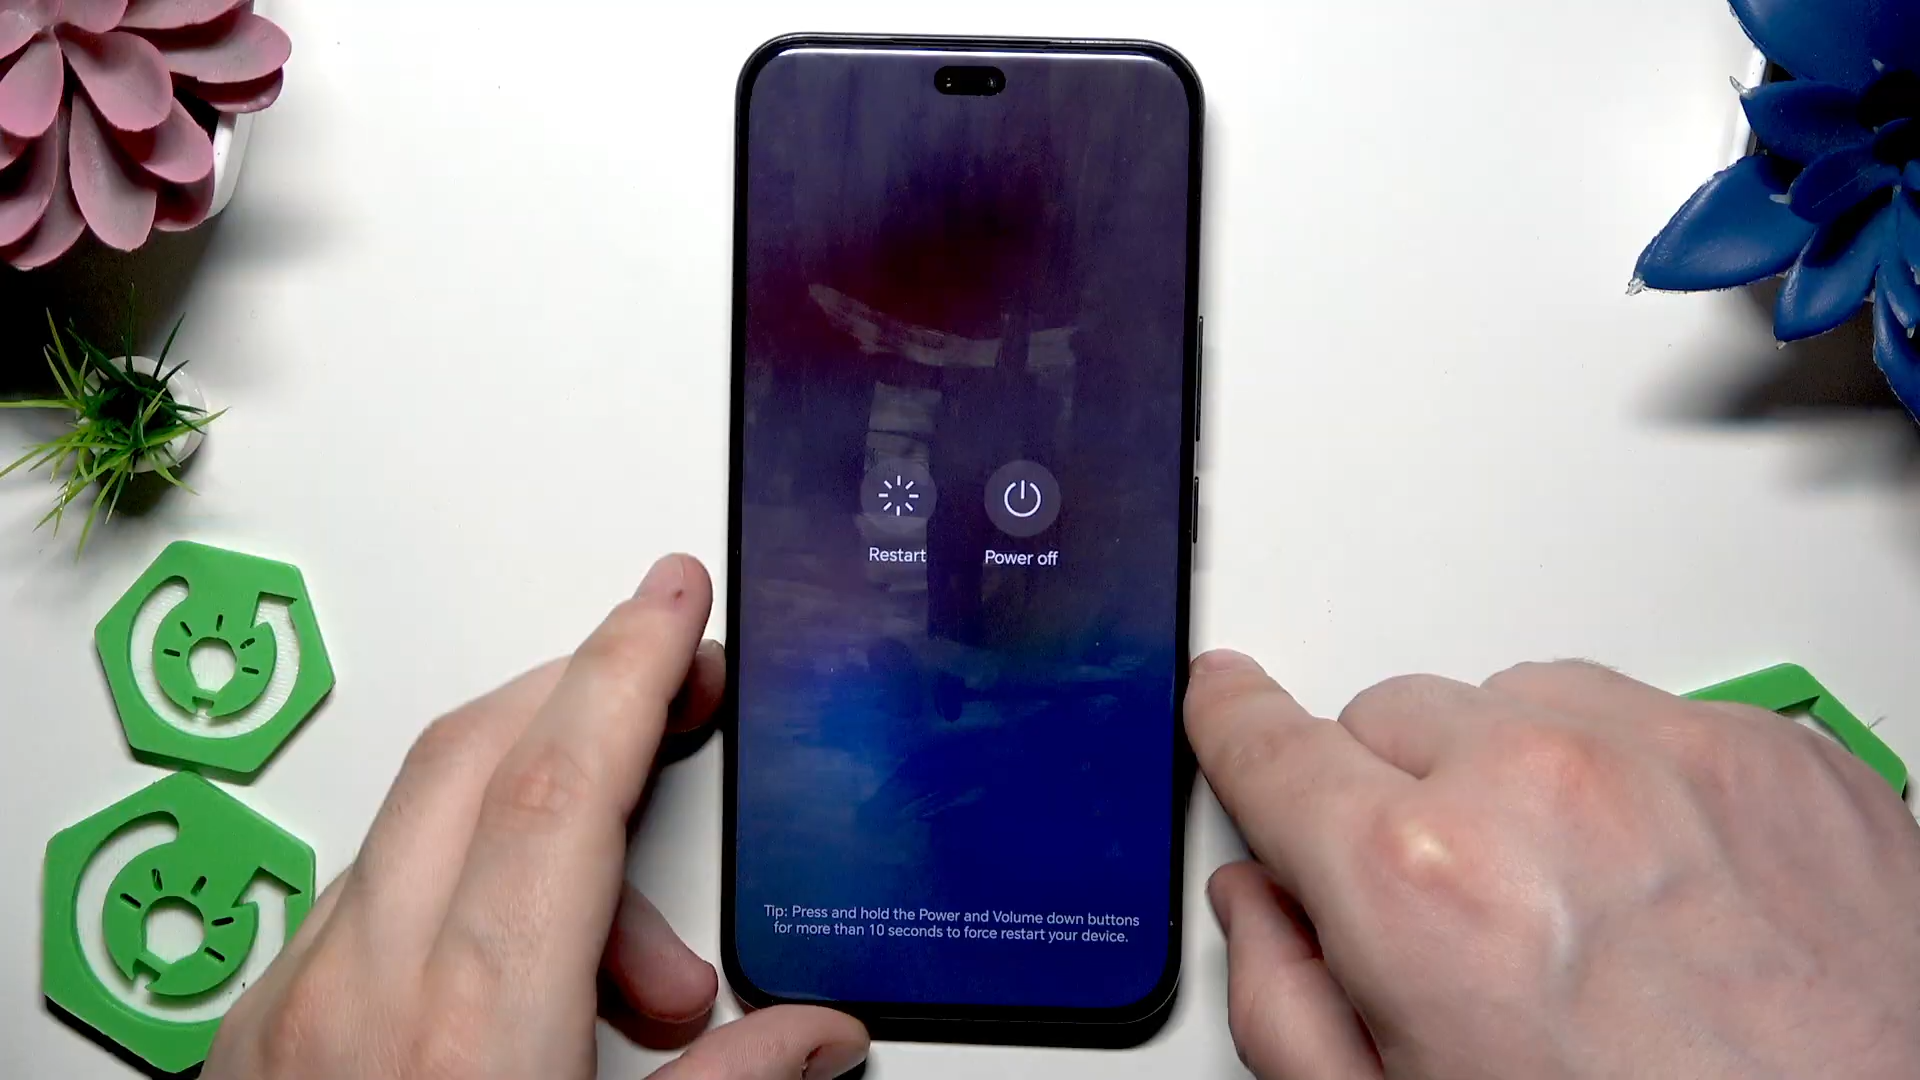 Restart
Power off
Tip: Press and hold the Power and Volume down buttons
for more than 10 seconds to force restart your device.